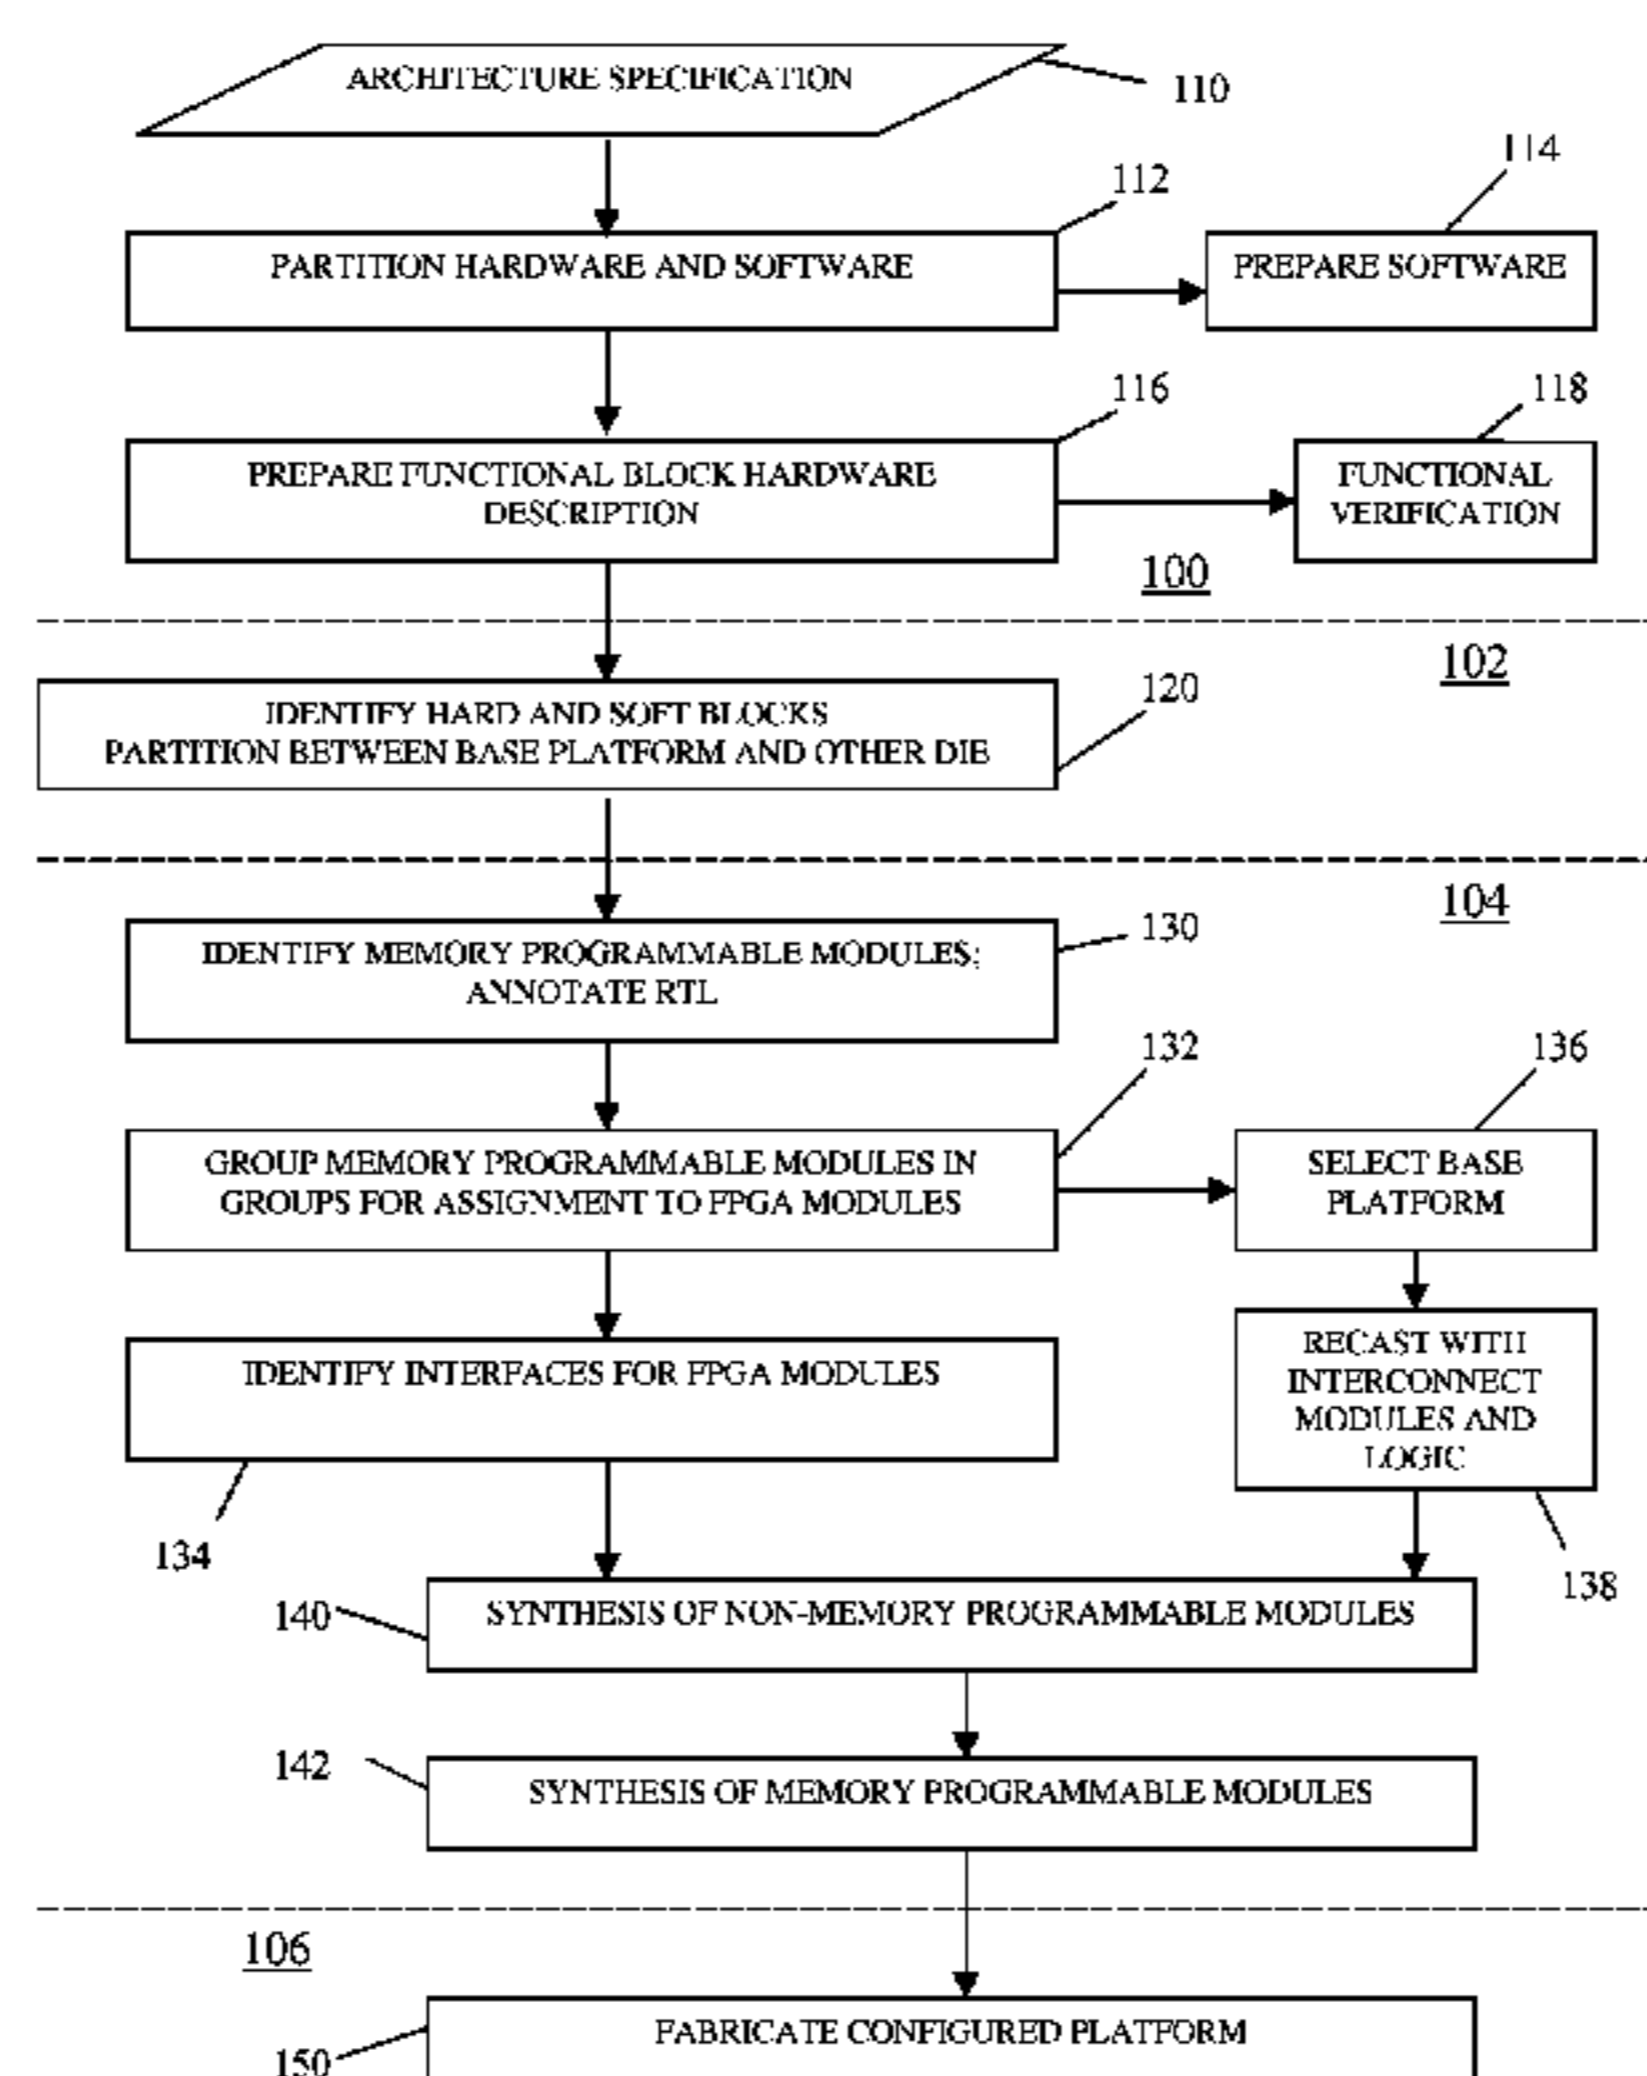 ARCHITECTURE SPECIFICATION
110
114
112
PARTITION HARDWARE AND SOFTWARE
PREPARE SOFTWARE
116
118
PREPARE FUNCTIONAL BLOCK HARDWARE
DESCRIPTION
FUNCTIONAL
VERIFICATION
100
102
120
IDENTIFY HARD AND SOFT BLOCKS
PARTITION BETWEEN BASE PLATFORM AND OTHER DIE
104
130
IDENTIFY MEMORY PROGRAMMABLE MODULES;
ANNOTATE RTL
132
136
GROUP MEMORY PROGRAMMABLE MODULES IN
GROUPS FOR ASSIGNMENT TO FPGA MODULES
SELECT BASE
PLATFORM
IDENTIFY INTERFACES FOR FPGA MODULES
RECAST WITH
INTERCONNECT
MODULES AND
LOGIC
134
138
140
SYNTHESIS OF NON-MEMORY PROGRAMMABLE MODULES
142
SYNTHESIS OF MEMORY PROGRAMMABLE MODULES
106
FABRICATE CONFIGURED PLATFORM
150